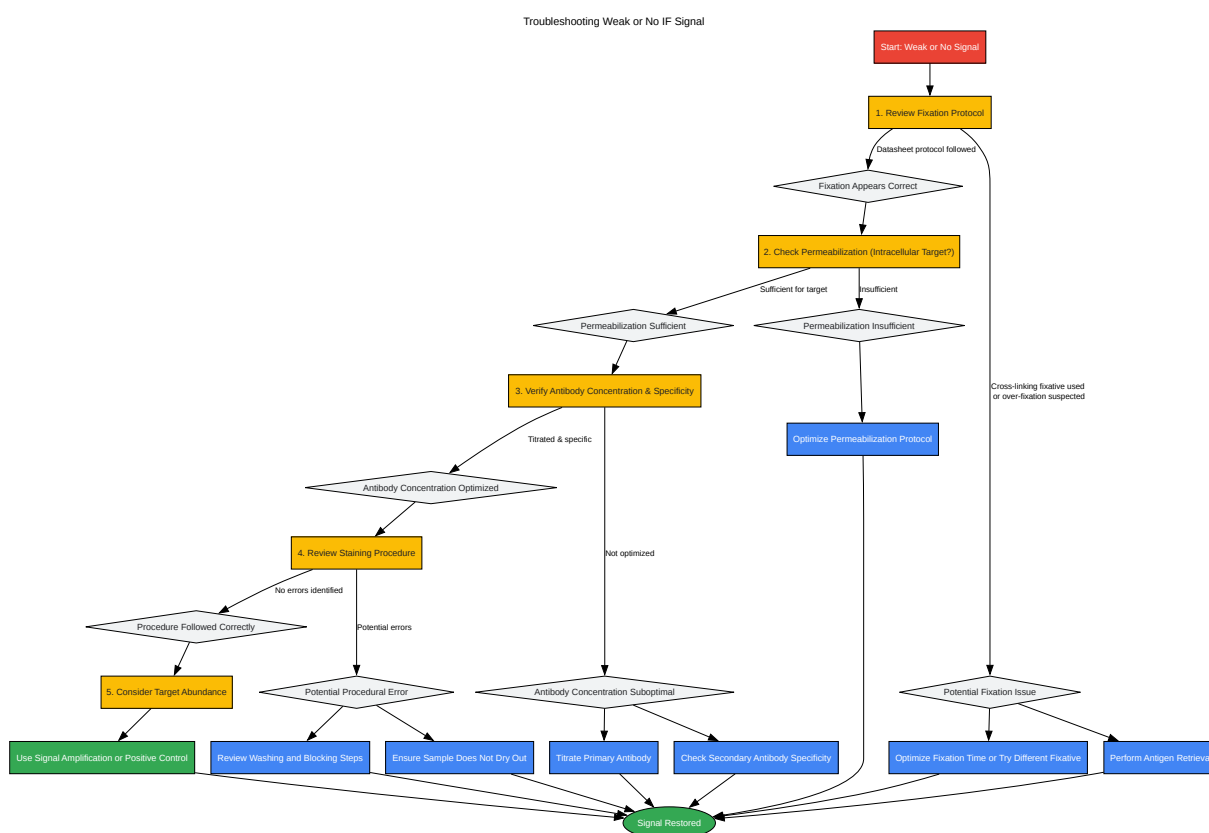 Troubleshooting Weak or No IF Signal
Start: Weak or No Signal
1. Review Fixation Protocol
Datasheet protocol followed
Fixation Appears Correct
2. Check Permeabilization (Intracellular Target?)
Sufficient for target
Insufficient
Permeabilization Sufficient
Permeabilization Insufficient
3. Verify Antibody Concentration & Specificity
Cross-linking fixative used
or over-fixation suspected
Titrated & specific
Optimize Permeabilization Protocol
Antibody Concentration Optimized
4. Review Staining Procedure
Not optimized
No errors identified
Procedure Followed Correctly
Potential errors
5. Consider Target Abundance
Potential Procedural Error
Antibody Concentration Suboptimal
Potential Fixation Issue
Use Signal Amplification or Positive Control
Review Washing and Blocking Steps
Ensure Sample Does Not Dry Out
Titrate Primary Antibody
Check Secondary Antibody Specificity
Optimize Fixation Time or Try Different Fixative
Perform Antigen Retrieva
Signal Restored